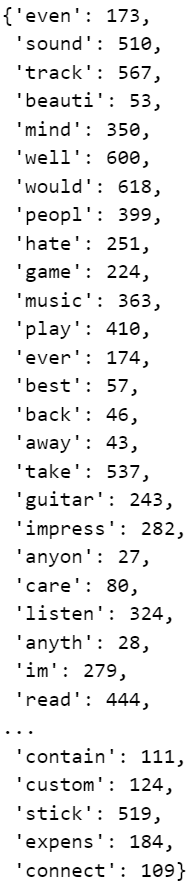 {'even': 173,
'sound': 510,
'track': 567,
'beauti': 53,
'mind': 350,
'well': 600,
'would': 618,
'peopl': 399,
'hate': 251,
'game': 224,
'music': 363,
'play': 410,
'ever': 174,
'best': 57,
'back': 46,
'away': 43,
'take': 537,
'guitar': 243,
'impress': 282,
'anyon': 27,
'care': 80,
'listen': 324,
'anyth': 28,
'im': 279,
'read': 444,
...
'contain': 111,
'custom': 124,
'stick': 519,
'expens': 184,
'connect': 109}